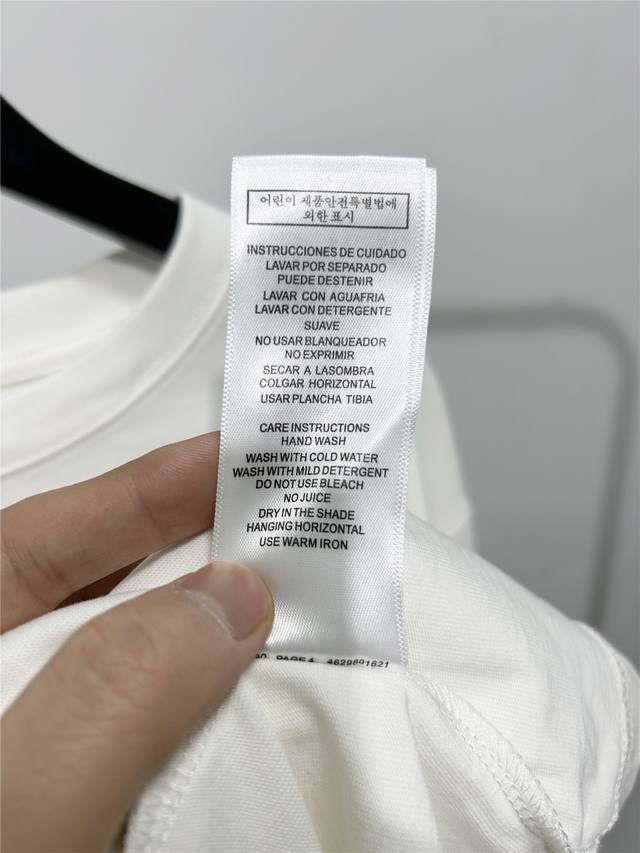 어린이 제품안전특별법에
의한 표시
INSTRUCCIONES DE CUIDADO
LAVAR POR SEPARADO
PUEDE DESTENIR
LAVAR CON AGUAFRIA
LAVAR CON DETERGENTE
SUAVE
NO USAR BLANQUEADOR
NO EXPRIMIR
SECAR A LASOMBRA
COLGAR HORIZONTAL
USAR PLANCHA TIBIA
CARE INSTRUCTIONS
HAND WASH
WASH WITH COLD WATER
WASH WITH MILD DETERGENT
DO NOT USE BLEACH
NO JUICE
DRY IN THE SHADE
HANGING HORIZONTAL
USE WARM IRON
PAGE4 4629891621